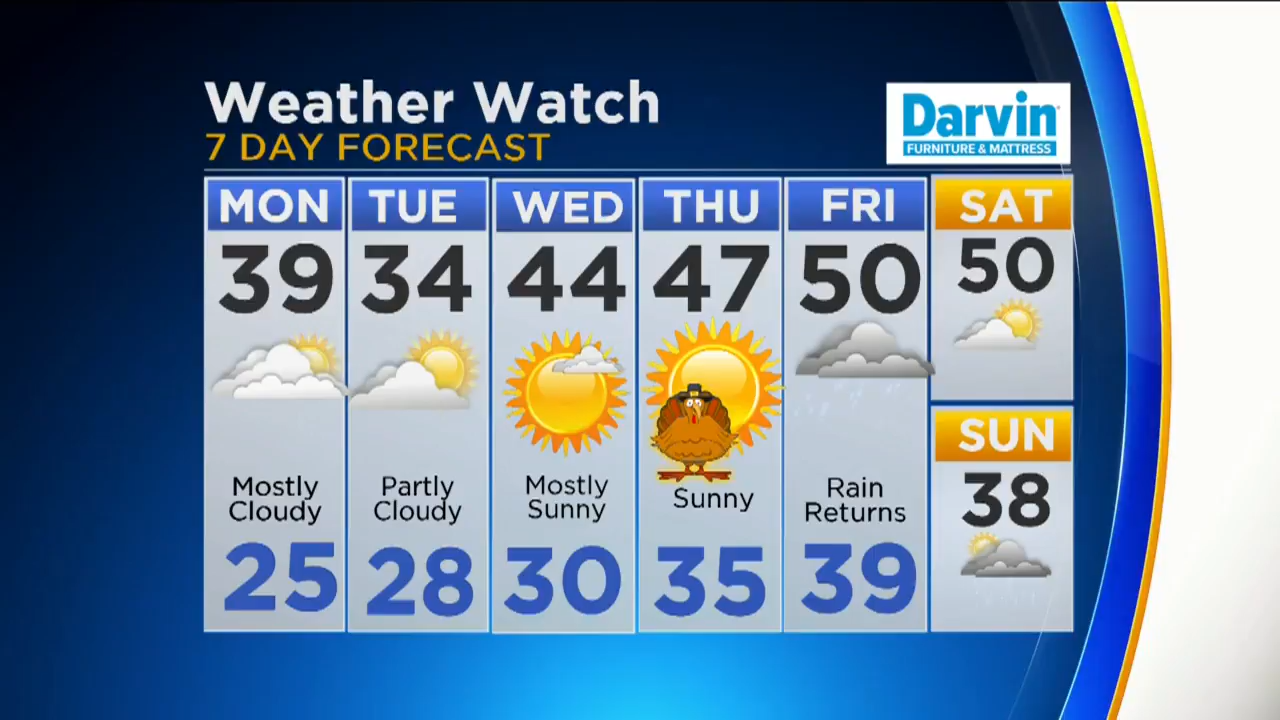 Weather Watch
7 DAY FORECAST
Darvin
FURNITURE & MATTRESS
MON
39
Mostly
Cloudy
25
TUE
34
Partly
Cloudy
28
WED
44
Mostly
Sunny
30
THU
47
Sunny
35
FRI
50
Rain
Returns
39
SAT
50
SUN
38